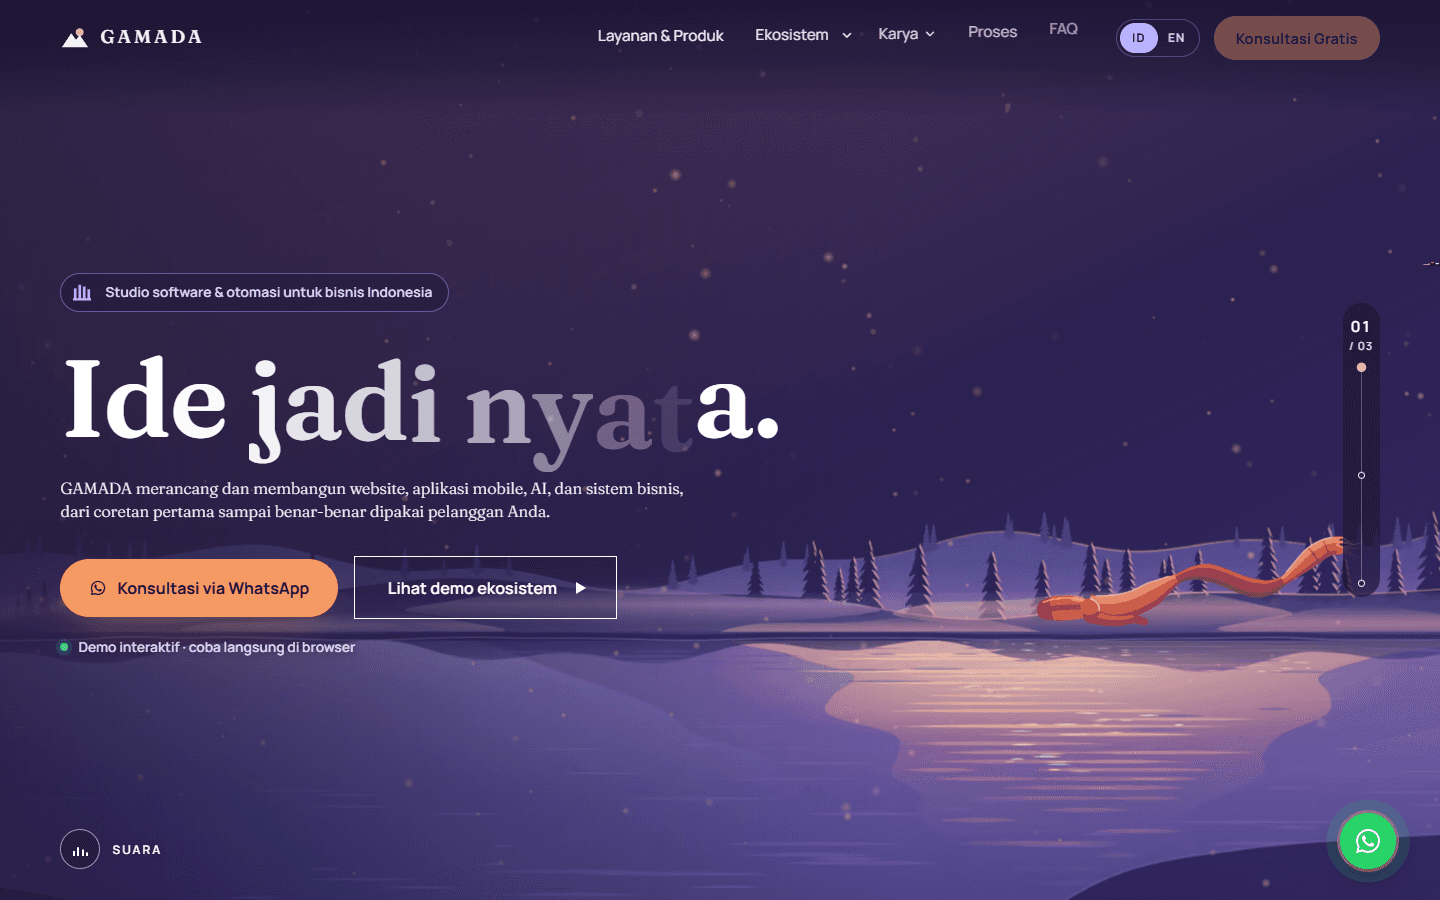 GAMADA
Layanan & Produk
Ekosistem
Karya
Proses
FAQ
ID
EN
Konsultasi Gratis
Studio software & otomasi untuk bisnis Indonesia
01
/ 03
Ide jadi nyata.
GAMADA merancang dan membangun website, aplikasi mobile, AI, dan sistem bisnis,
dari coretan pertama sampai benar-benar dipakai pelanggan Anda.
Konsultasi via WhatsApp
Lihat demo ekosistem
Demo interaktif · coba langsung di browser
SUARA